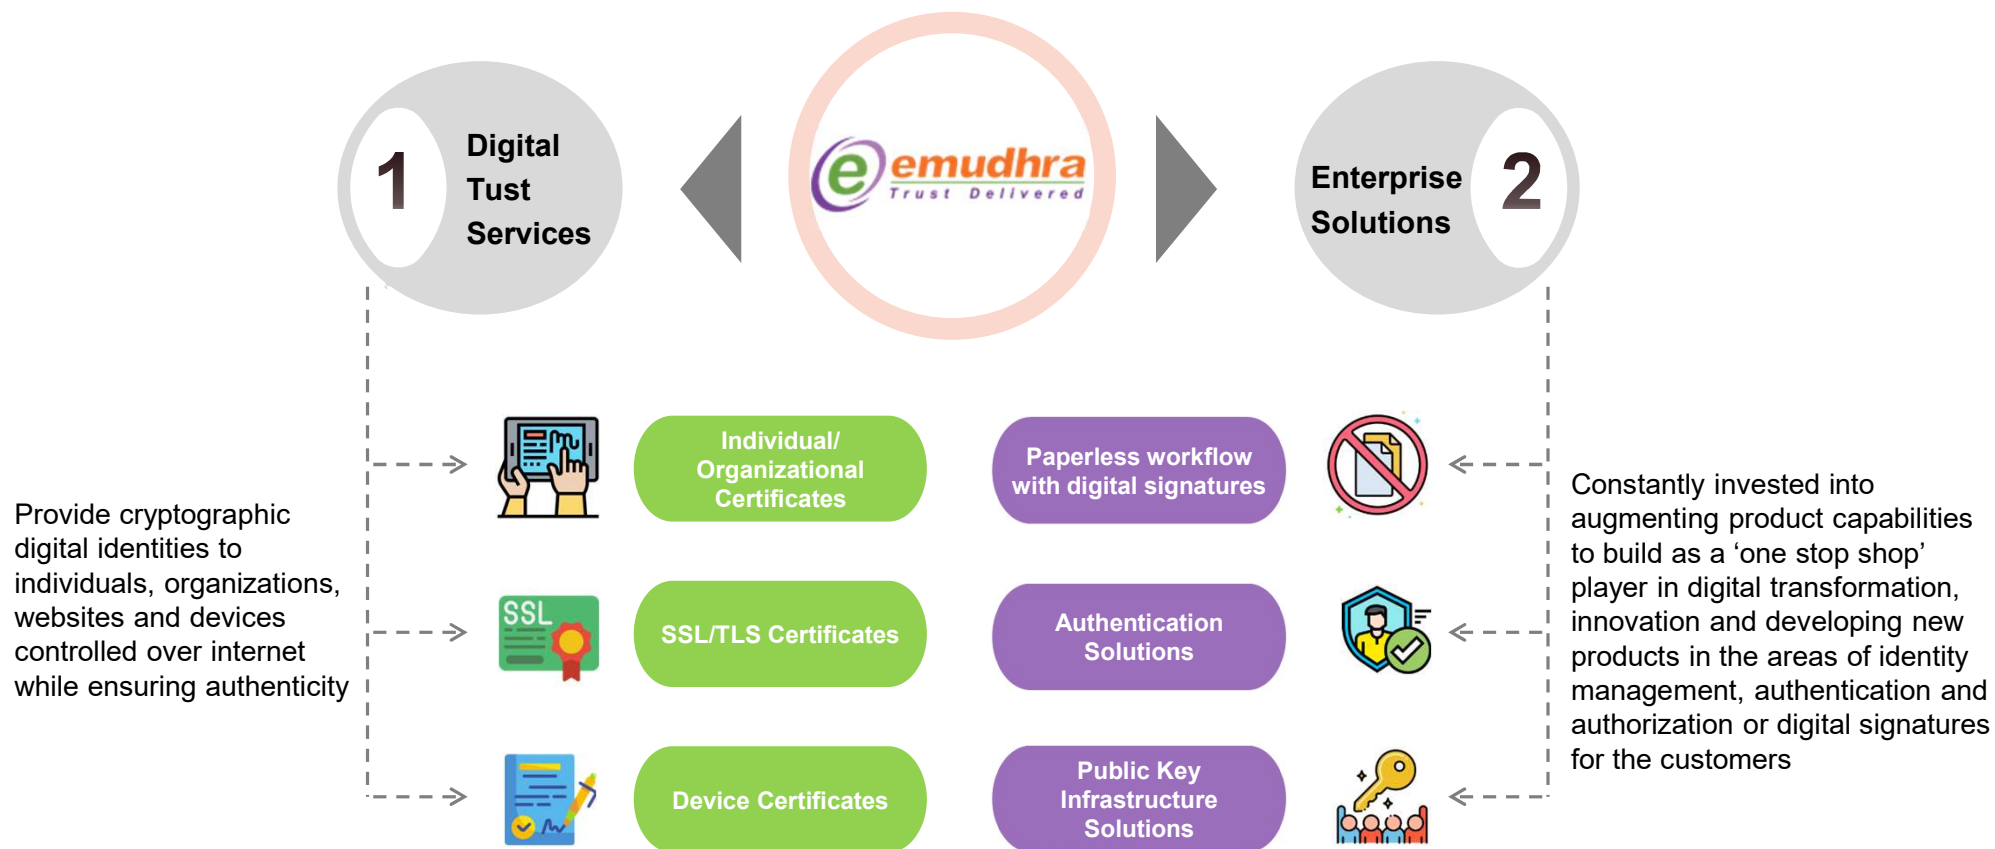 1
Digital
Tust
Services
e
emudhra
Trust Delivered
Enterprise
Solutions
2
Provide cryptographic
digital identities to
individuals, organizations,
websites and devices
controlled over internet
while ensuring authenticity
Individual/
Organizational
Certificates
SSL
SSL/TLS Certificates
Device Certificates
Paperless workflow
with digital signatures
Authentication
Solutions
Public Key
Infrastructure
Solutions
Constantly invested into
augmenting product capabilities
to build as a ‘one stop shop’
player in digital transformation,
innovation and developing new
products in the areas of identity
management, authentication and
authorization or digital signatures
for the customers